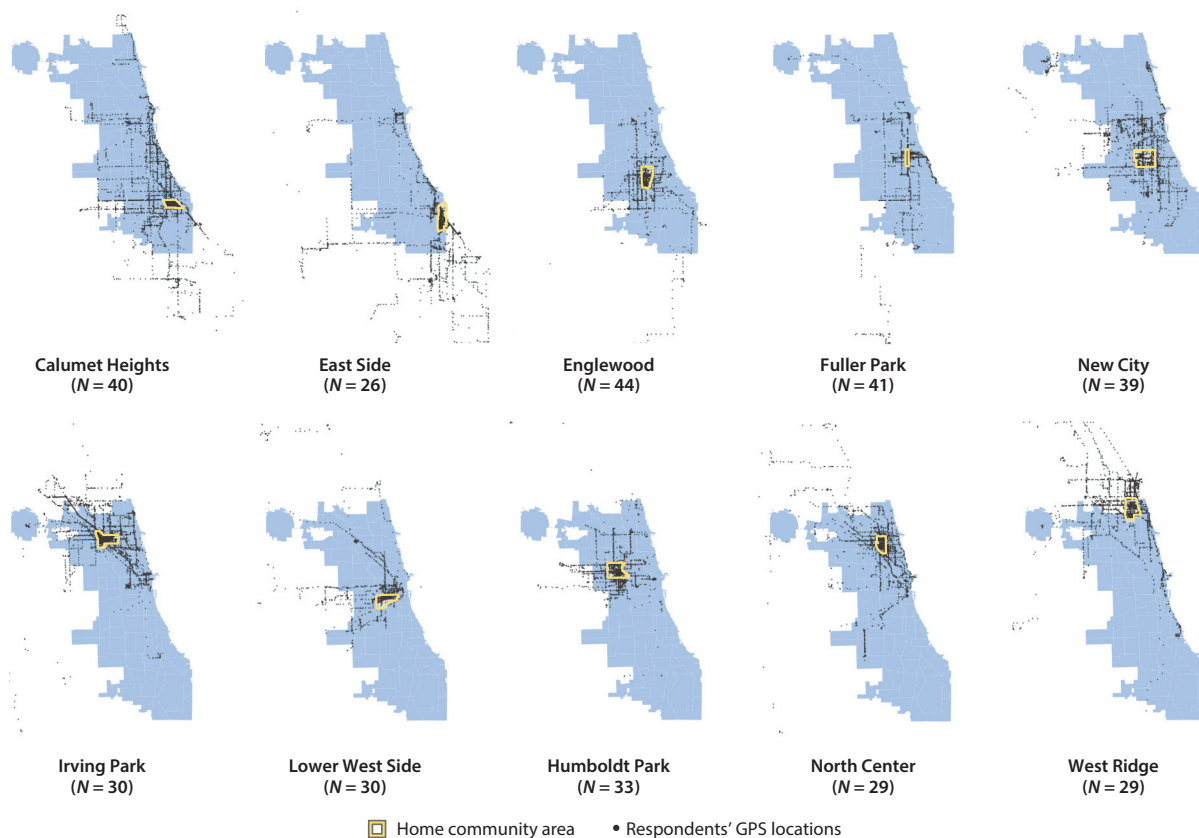 Calumet Heights
(N = 40)
East Side
(N = 26)
Englewood
(N = 44)
Fuller Park
(N = 41)
New City
(N = 39)
Irving Park
(N = 30)
Lower West Side
(N = 30)
Humboldt Park
(N = 33)
North Center
(N = 29)
West Ridge
(N = 29)
Home community area
• Respondents' GPS locations